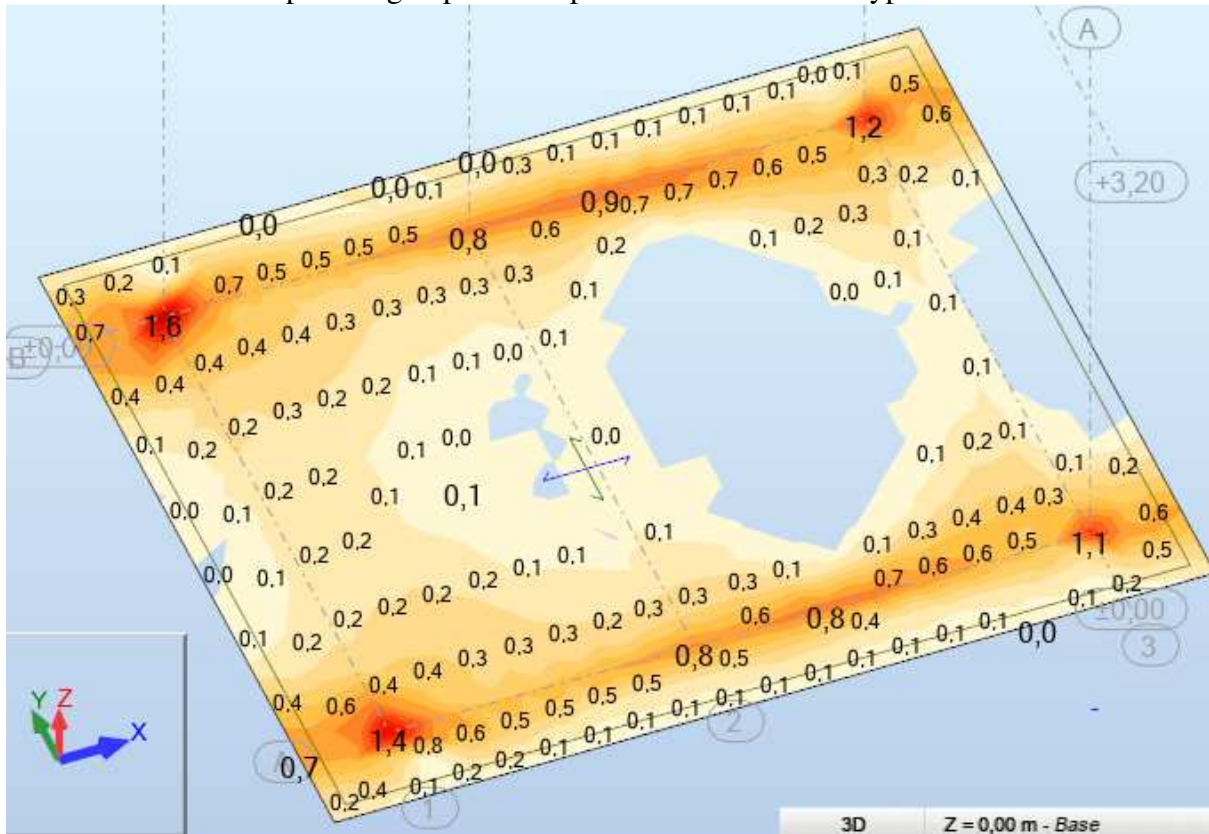 A
+3,20
0,0 0,0 0,1 0,0 0,3 0,1 0,1 0,1 0,1 0,1 0,1 0,0 0,1 0,5
0,3 0,2 0,1
0,7 1,6 0,7 0,5 0,5 0,5 0,5 0,8 0,6 0,9 0,7 0,7 0,7 0,6 0,5 1,2 0,6
B
±0,00
0,4 0,4 0,4 0,4 0,4 0,3 0,3 0,3 0,3 0,3 0,2 0,1 0,2 0,3 0,3 0,2 0,1
0,1 0,2 0,2 0,3 0,2 0,2 0,1 0,1 0,0 0,1 0,1 0,0 0,1 0,1
0,0 0,1 0,2 0,2 0,1 0,0 0,1
0,0 0,1 0,2 0,2 0,1 0,1 0,0 0,1
0,1 0,2 0,2 0,2 0,2 0,2 0,1 0,1 0,1 0,1 0,2 0,1
0,4 0,6 0,4 0,4 0,3 0,3 0,3 0,2 0,3 0,3 0,3 0,1 0,1 0,3 0,4 0,4 0,3 0,1 0,2
0,7 1,4 0,8 0,6 0,5 0,5 0,5 0,5 0,8 0,5 0,6 0,8 0,4 0,7 0,6 0,6 0,5 1,1 0,6
0,2 0,4 0,1 0,2 0,2 0,1 0,1 0,1 0,1 0,1 0,1 0,1 0,1 0,1 0,1 0,1 0,1 0,0 0,1 0,2 0,5
±0,00
3
2
A
1
Y Z X
3D Z = 0,00 m - Base